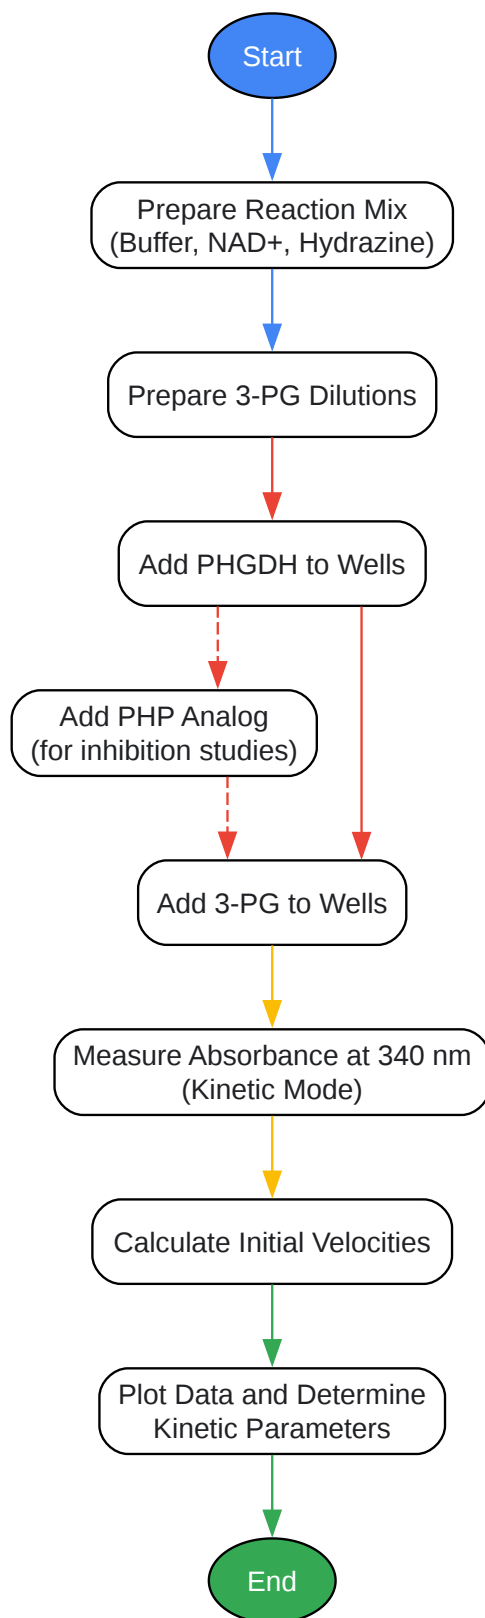 Start
Prepare Reaction Mix
(Buffer, NAD+, Hydrazine)
Prepare 3-PG Dilutions
Add PHGDH to Wells
Add PHP Analog
(for inhibition studies)
Add 3-PG to Wells
Measure Absorbance at 340 nm
(Kinetic Mode)
Calculate Initial Velocities
Plot Data and Determine
Kinetic Parameters
End